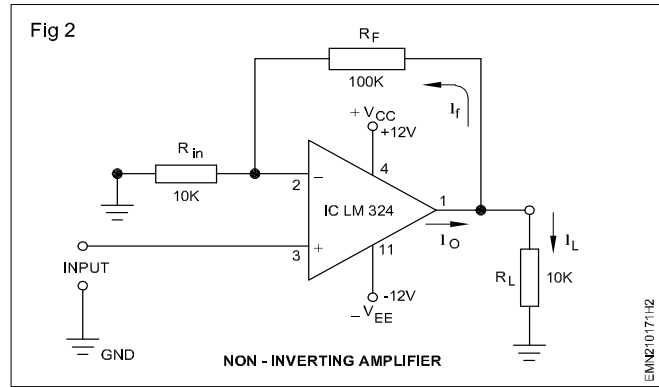 Fig 2
RF
100K
If
+ VCC
+12V
Rin
10K
2
−
4
IC LM 324
1
IO
IL
3
+
11
INPUT
RL
10K
-12V
− VEE
GND
NON - INVERTING AMPLIFIER
EMN210171H2